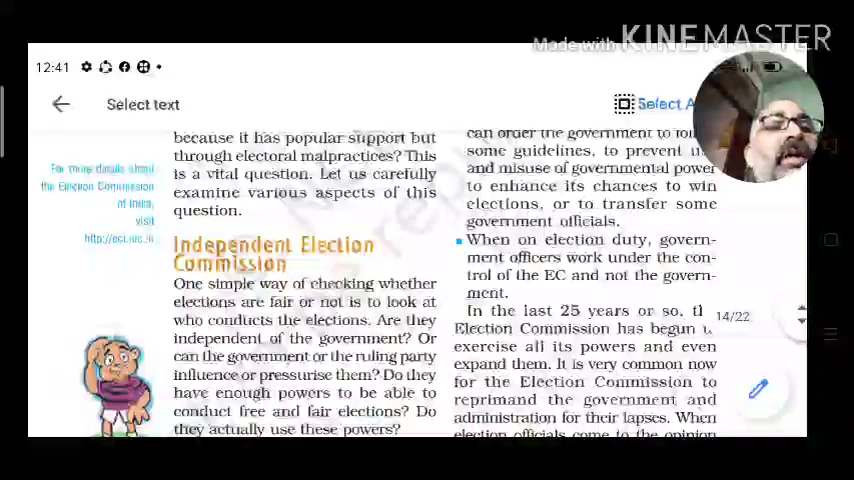 Made with KINEMASTER
12:41
Select text
Select A
For more details about
the Election Commission
of India,
visit
http://eci.nic.in
because it has popular support but
through electoral malpractices? This
is a vital question. Let us carefully
examine various aspects of this
question.
Independent Election
Commission
One simple way of checking whether
elections are fair or not is to look at
who conducts the elections. Are they
independent of the government? Or
can the government or the ruling party
influence or pressurise them? Do they
have enough powers to be able to
conduct free and fair elections? Do
they actually use these powers?
can order the government to
some guidelines, to prevent
and misuse of governmental power
to enhance its chances to win
elections, or to transfer some
government officials.
When on election duty, govern-
ment officers work under the con-
trol of the EC and not the govern-
ment.
In the last 25 years or so,
Election Commission has begun
exercise all its powers and even
expand them. It is very common now
for the Election Commission to
reprimand the government and
administration for their lapses. When
election officials come to the opinion
14/22